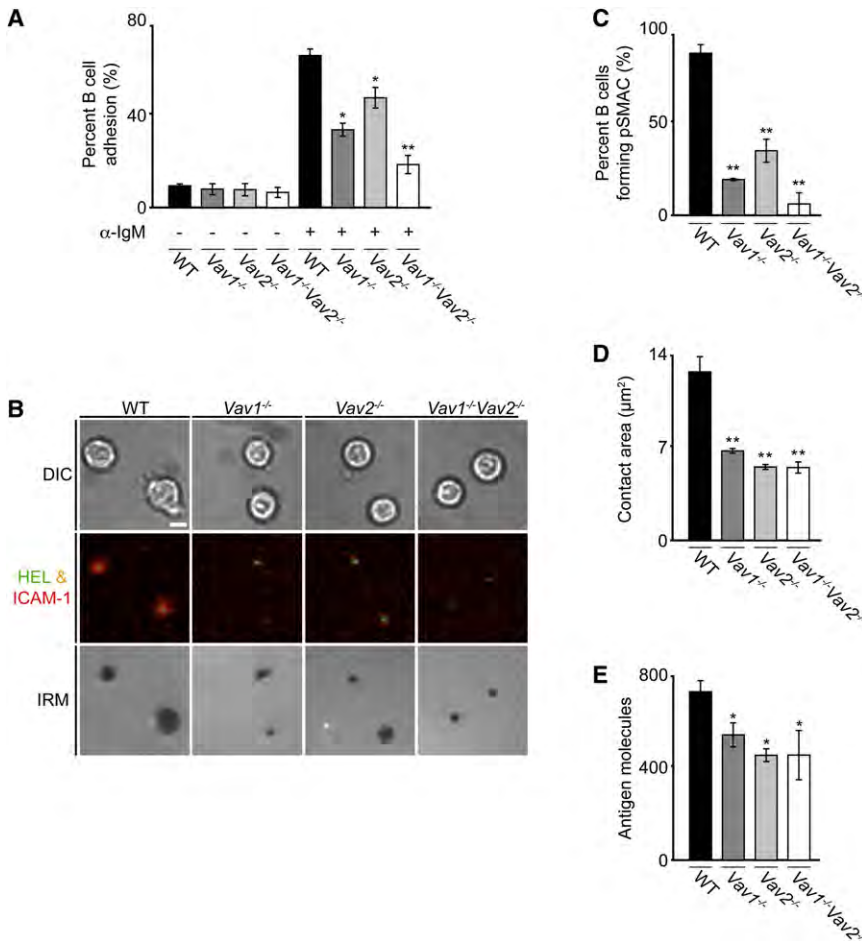 A
80
40
0
Percent B cell
adhesion (%)
*
*
**
α-IgM - - - - + + + +
WT
Vav1-/-
Vav2-/-
Vav1-/-Vav2-/-
WT
Vav1-/-
Vav2-/-
Vav1-/-Vav2-/-
B
WT Vav1-/- Vav2-/- Vav1-/-Vav2-/-
DIC
HEL &
ICAM-1
IRM
C
100
50
0
Percent B cells
forming pSMAC (%)
**
**
**
WT
Vav1-/-
Vav2-/-
Vav1-/-Vav2-/-
D
14
7
0
Contact area (µm²)
** ** **
WT
Vav1-/-
Vav2-/-
Vav1-/-Vav2-/-
E
800
400
0
Antigen molecules
* * *
WT
Vav1-/-
Vav2-/-
Vav1-/-Vav2-/-